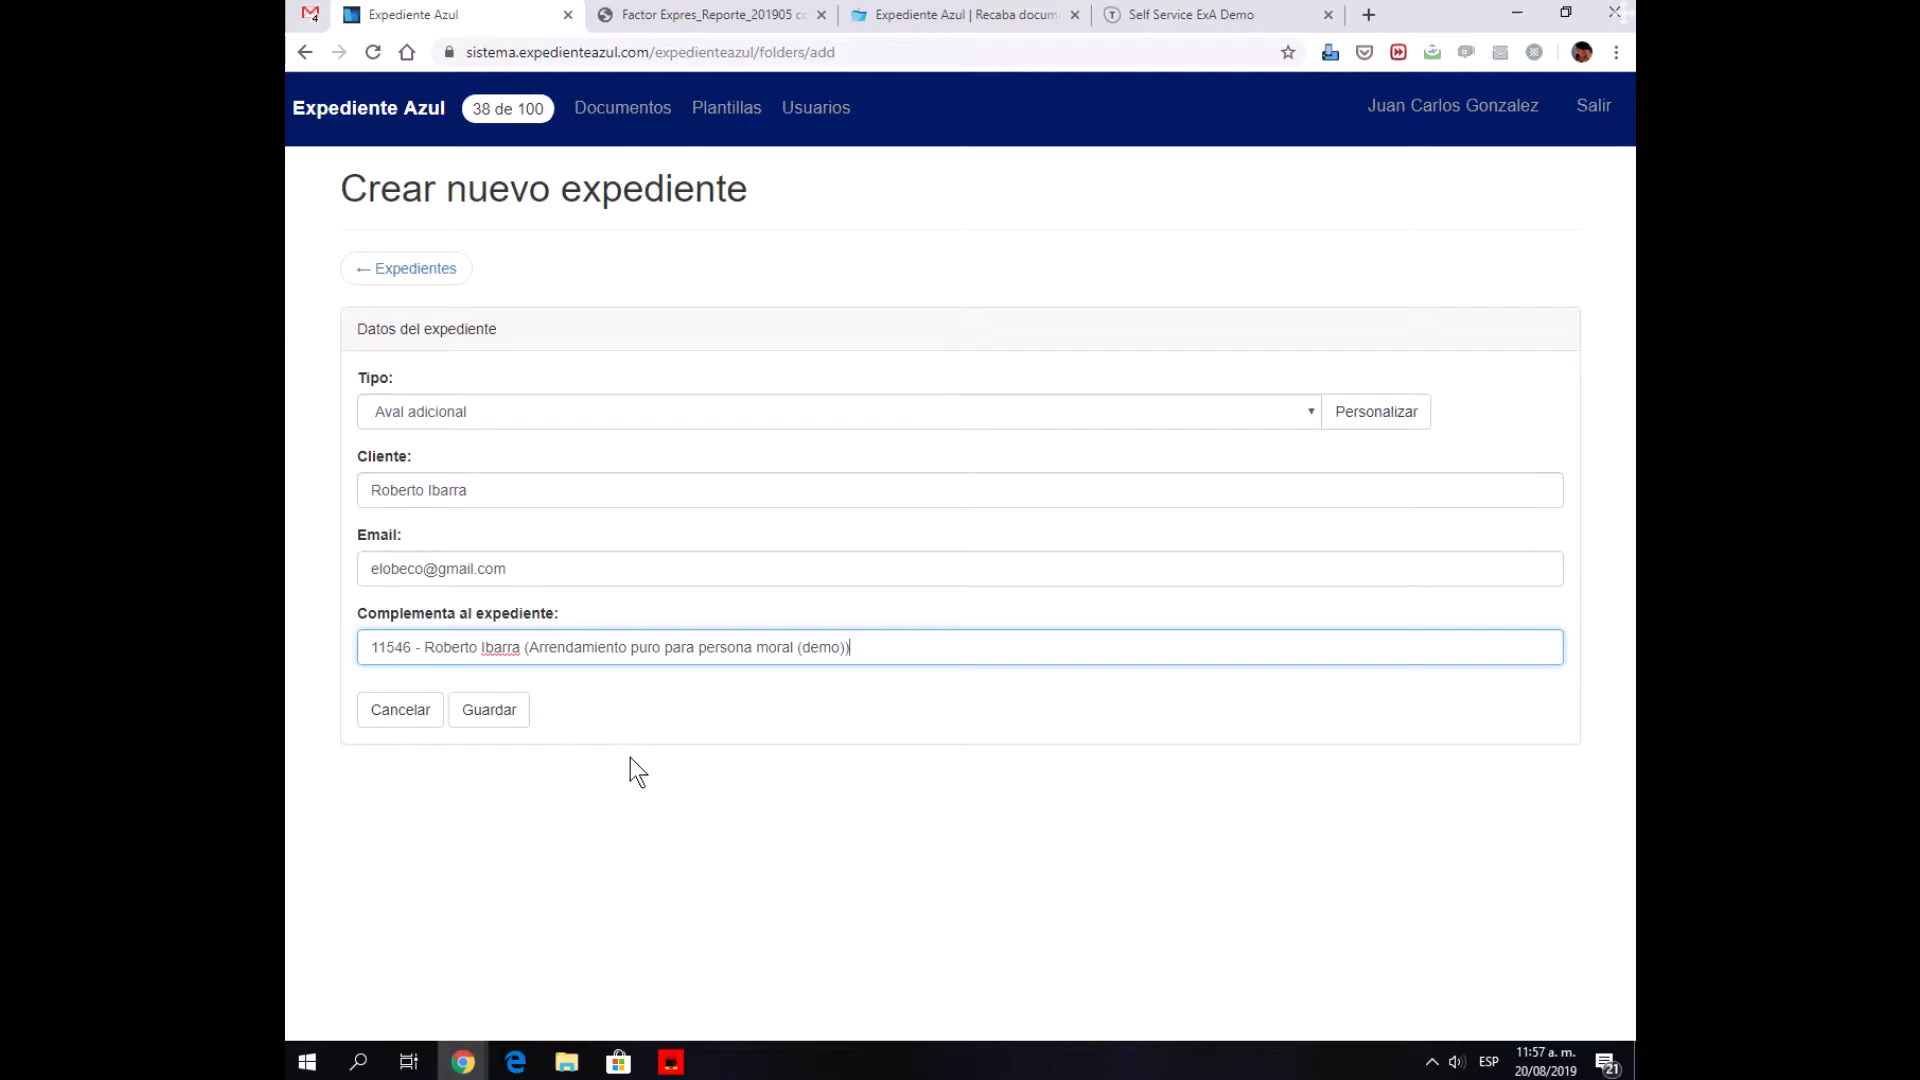 4
Expediente Azul
Factor Expres_Reporte_201905 co
Expediente Azul | Recaba docum
Self Service ExA Demo
sistema.expedienteazul.com/expedienteazul/folders/add
Expediente Azul
38 de 100
Documentos
Plantillas
Usuarios
Juan Carlos Gonzalez
Salir
Crear nuevo expediente
← Expedientes
Datos del expediente
Tipo:
Aval adicional
Personalizar
Cliente:
Roberto Ibarra
Email:
elobeco@gmail.com
Complementa al expediente:
11546 - Roberto Ibarra (Arrendamiento puro para persona moral (demo))
Cancelar
Guardar
ESP
11:57 a. m.
20/08/2019
21